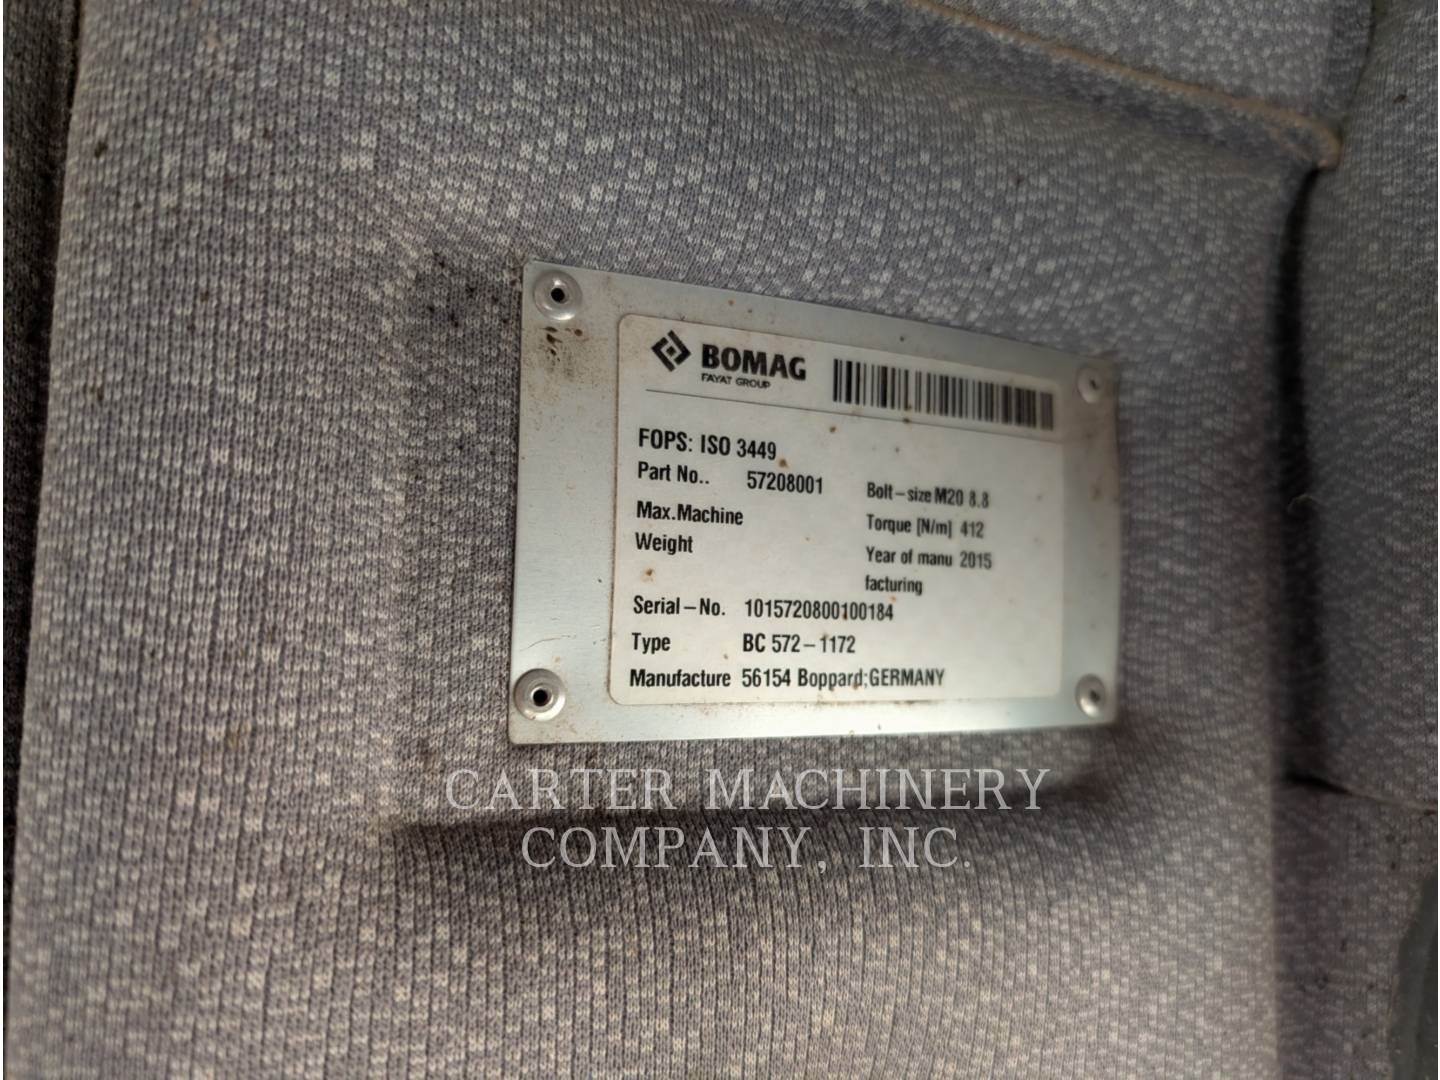 BOMAG
FAYAT GROUP
FOPS: ISO 3449
Part No.. 57208001
Bolt-size M20 8.8
Max.Machine
Weight
Torque [N/m] 412
Year of manu 2015
facturing
Serial-No. 1015720800100184
Type BC 572-1172
Manufacture 56154 Boppard;GERMANY
CARTER MACHINERY
COMPANY, INC.